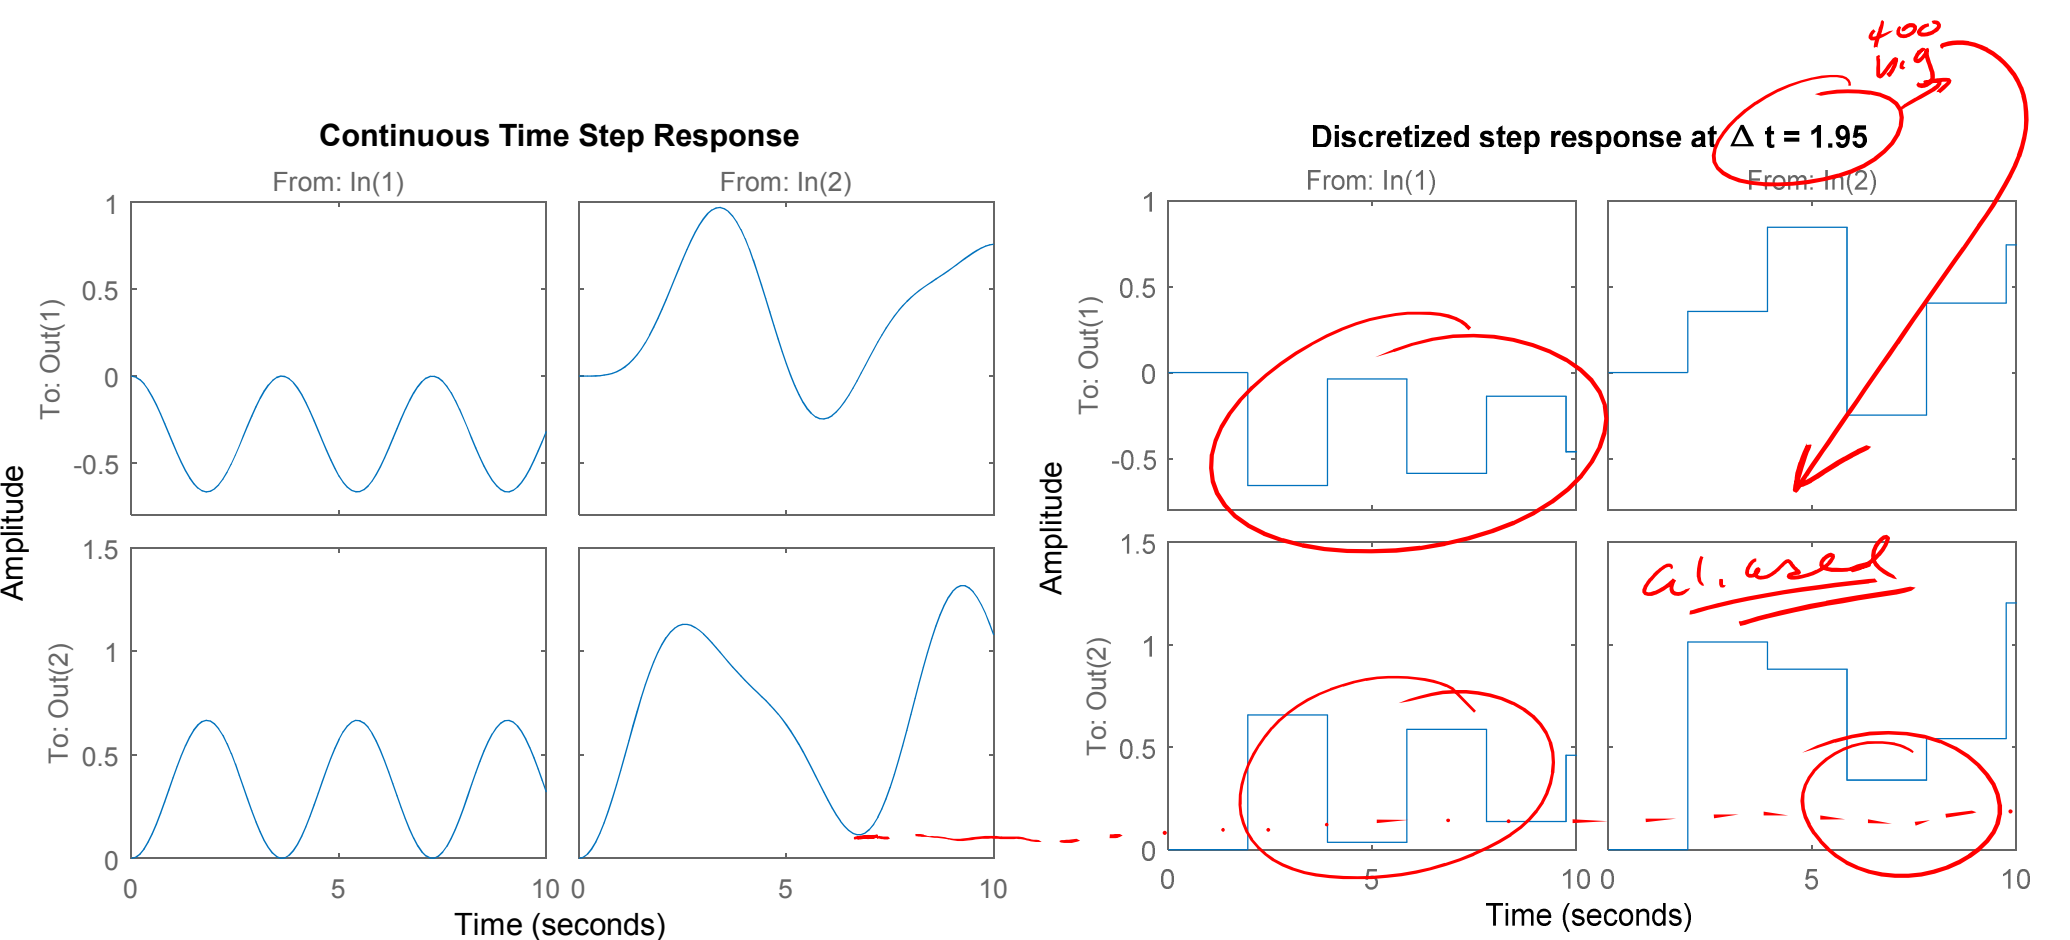 too
big
Continuous Time Step Response
Discretized step response at Δ t = 1.95
From: In(1)
From: In(2)
From: In(1)
From: In(2)
Amplitude
To: Out(1)
1
0.5
0
-0.5
To: Out(2)
1.5
1
0.5
0
0
5
10
0
5
10
Time (seconds)
Amplitude
To: Out(1)
1
0.5
0
-0.5
To: Out(2)
1.5
1
0.5
0
al.ased
0
5
10
0
5
10
Time (seconds)